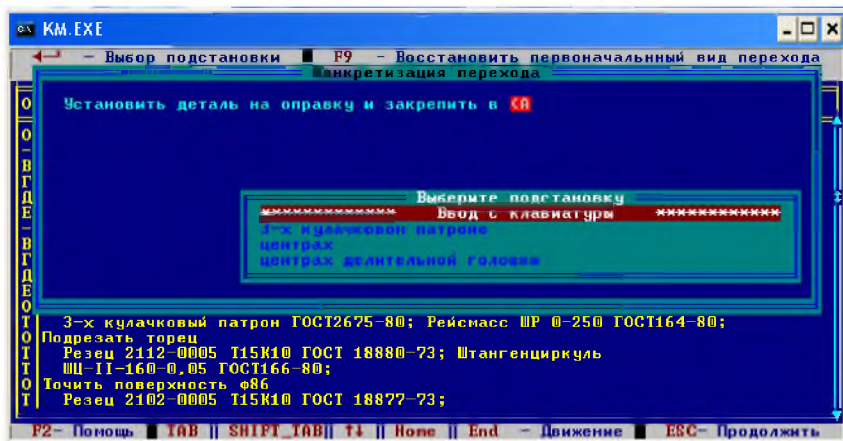 KM.EXE
– Выбор подстановки F9 – Восстановить первоначальнный вид перехода
нкретизация перехода
Установить деталь на оправку и закрепить в СА
Выберите подстановку
************* Ввод с клавиатуры ************
3-х кулачковом патроне
центрах
центрах делительной головки
О
О
–
В
Г
Д
Е
–
В
Г
Д
Е
О
Т 3-х кулачковый патрон ГОСТ2675-80; Рейсмасс ШР 0-250 ГОСТ164-80;
О Подрезать торец
Т Резец 2112-0005 Т15К10 ГОСТ 18880-73; Штангенциркуль
Т ШЦ-II-160-0,05 ГОСТ166-80;
О Точить поверхность ф86
Т Резец 2102-0005 Т15К10 ГОСТ 18877-73;
F2- Помощь TAB || SHIFT_TAB|| ↑↓ || Home || End – Движение ESC- Продолжить